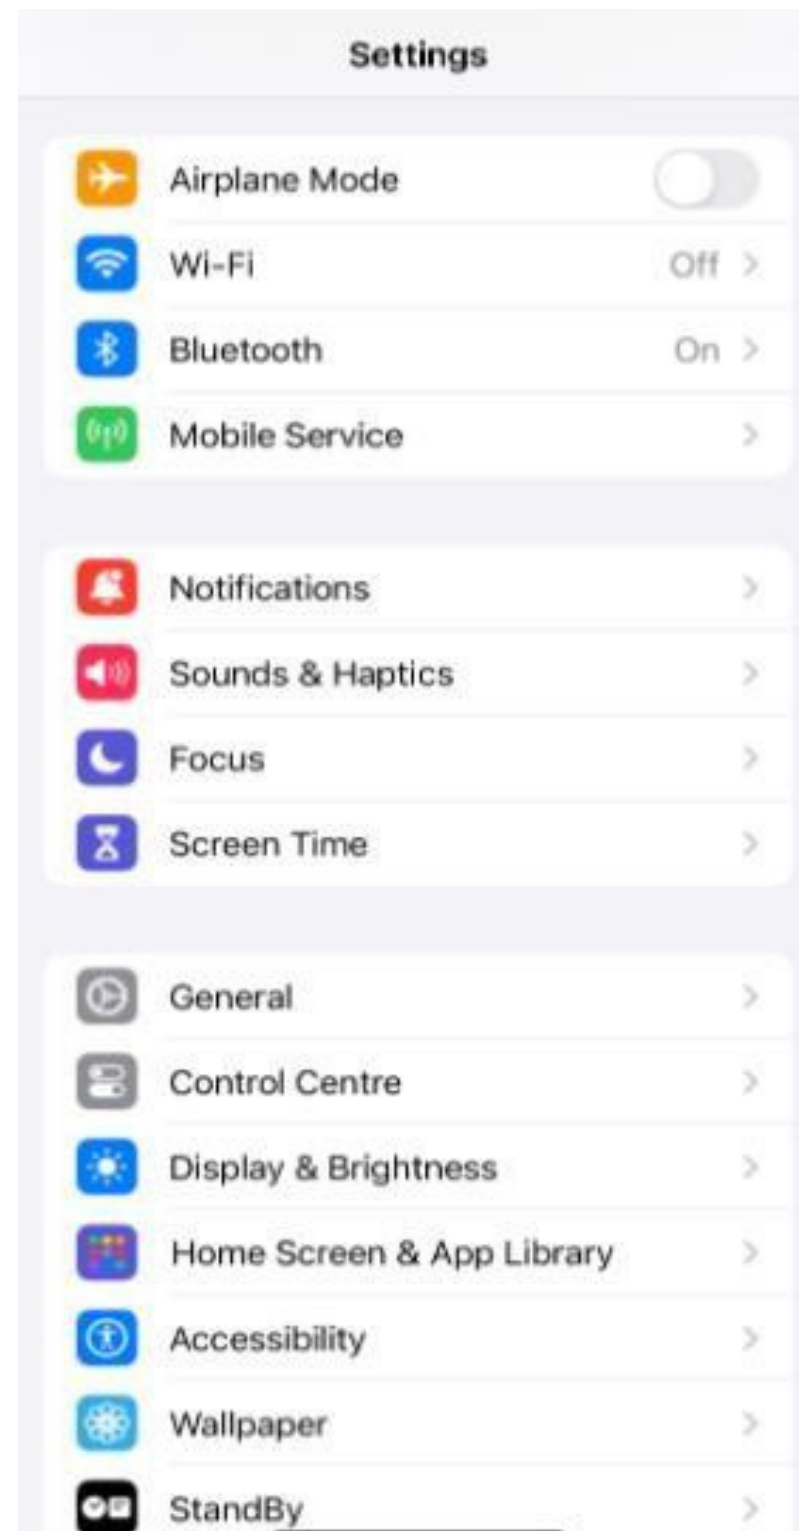 Settings
Airplane Mode
Wi-Fi Off
Bluetooth On
Mobile Service
Notifications
Sounds & Haptics
Focus
Screen Time
General
Control Centre
Display & Brightness
Home Screen & App Library
Accessibility
Wallpaper
StandBy